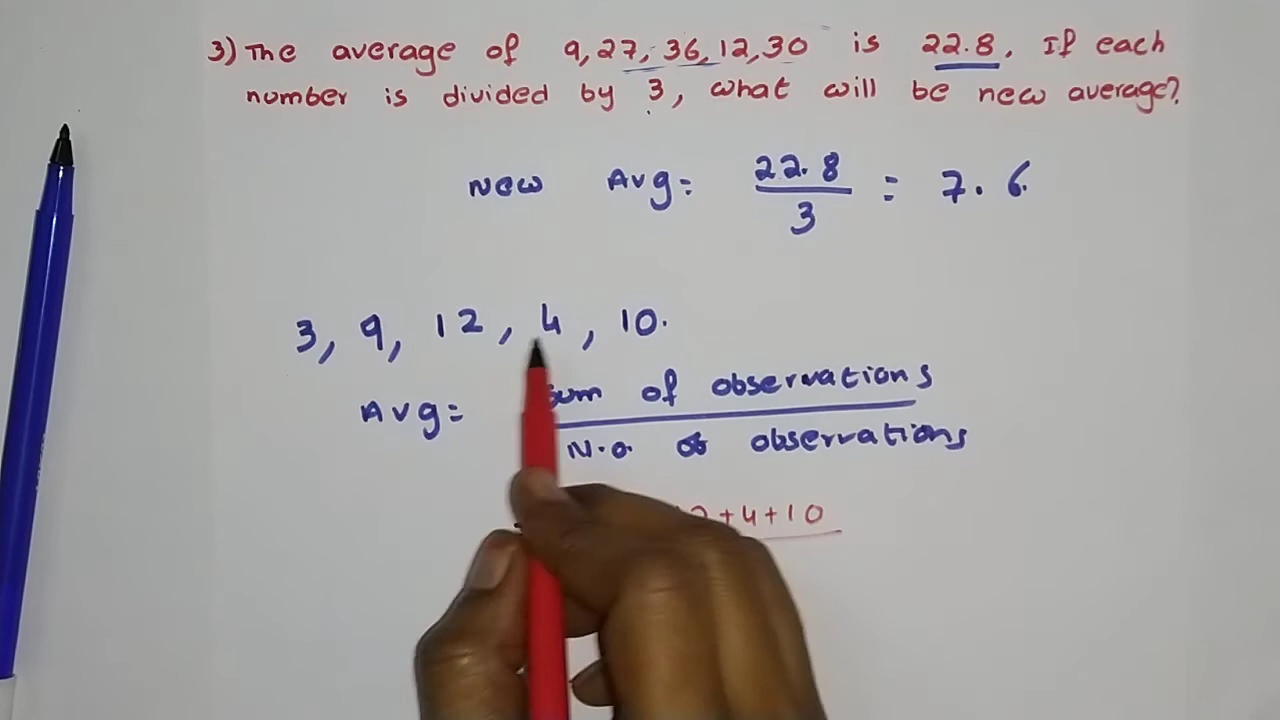 3) The average of 9, 27, 36, 12, 30 is 22.8. If each
number is divided by 3, what will be new average?
New Avg = 22.8 / 3 = 7.6
3, 9, 12, 4, 10.
Avg = Sum of observations
N.o. of observations
+4+10